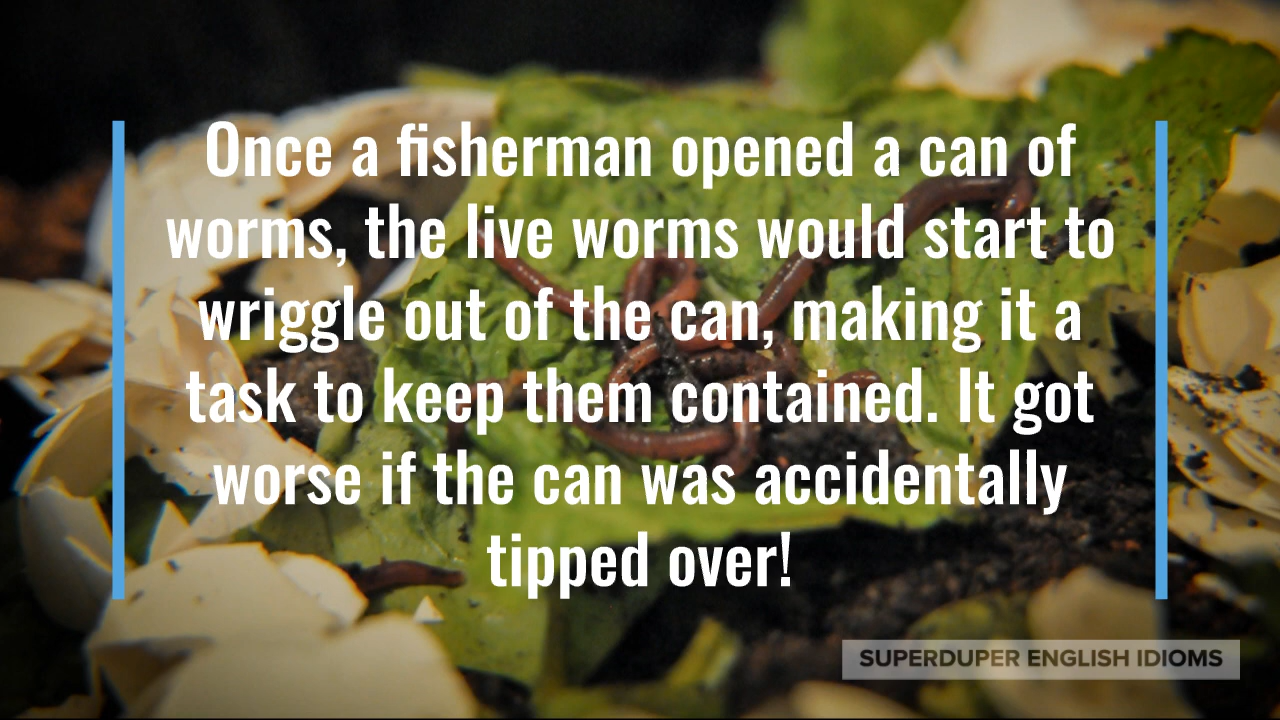 Once a fisherman opened a can of
worms, the live worms would start to
wriggle out of the can, making it a
task to keep them contained. It got
worse if the can was accidentally
tipped over!
SUPERDUPER ENGLISH IDIOMS